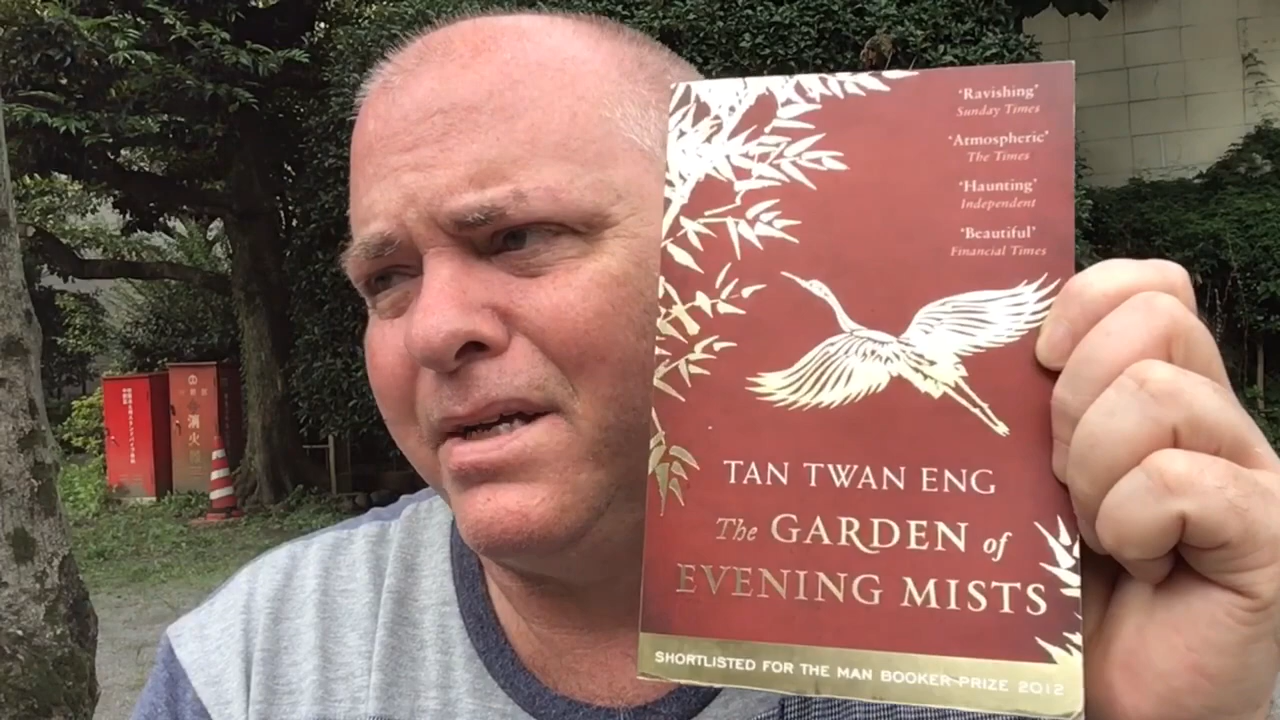 'Ravishing'
Sunday Times
'Atmospheric'
The Times
'Haunting'
Independent
'Beautiful'
Financial Times
TAN TWAN ENG
The GARDEN of
EVENING MISTS
SHORTLISTED FOR THE MAN BOOKER PRIZE 2012
消火